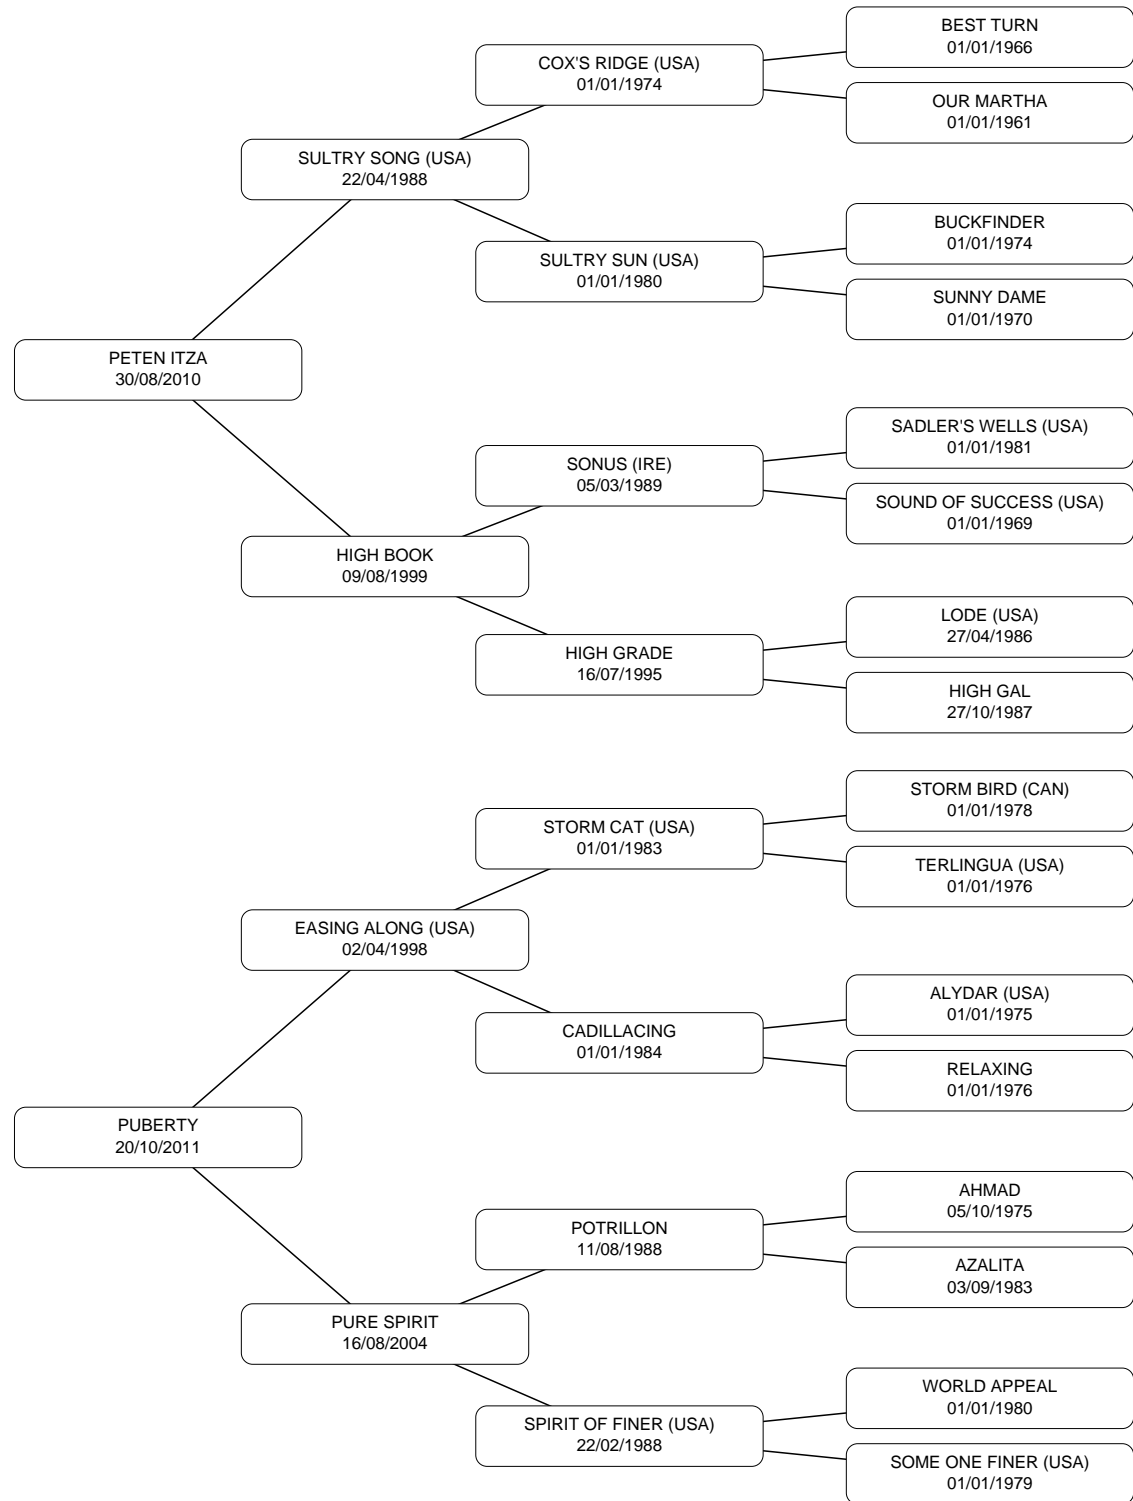 BEST TURN
01/01/1966
COX'S RIDGE (USA)
01/01/1974
OUR MARTHA
01/01/1961
SULTRY SONG (USA)
22/04/1988
BUCKFINDER
01/01/1974
SULTRY SUN (USA)
01/01/1980
SUNNY DAME
01/01/1970
PETEN ITZA
30/08/2010
SADLER'S WELLS (USA)
01/01/1981
SONUS (IRE)
05/03/1989
SOUND OF SUCCESS (USA)
01/01/1969
HIGH BOOK
09/08/1999
LODE (USA)
27/04/1986
HIGH GRADE
16/07/1995
HIGH GAL
27/10/1987
STORM BIRD (CAN)
01/01/1978
STORM CAT (USA)
01/01/1983
TERLINGUA (USA)
01/01/1976
EASING ALONG (USA)
02/04/1998
ALYDAR (USA)
01/01/1975
CADILLACING
01/01/1984
RELAXING
01/01/1976
PUBERTY
20/10/2011
AHMAD
05/10/1975
POTRILLON
11/08/1988
AZALITA
03/09/1983
PURE SPIRIT
16/08/2004
WORLD APPEAL
01/01/1980
SPIRIT OF FINER (USA)
22/02/1988
SOME ONE FINER (USA)
01/01/1979